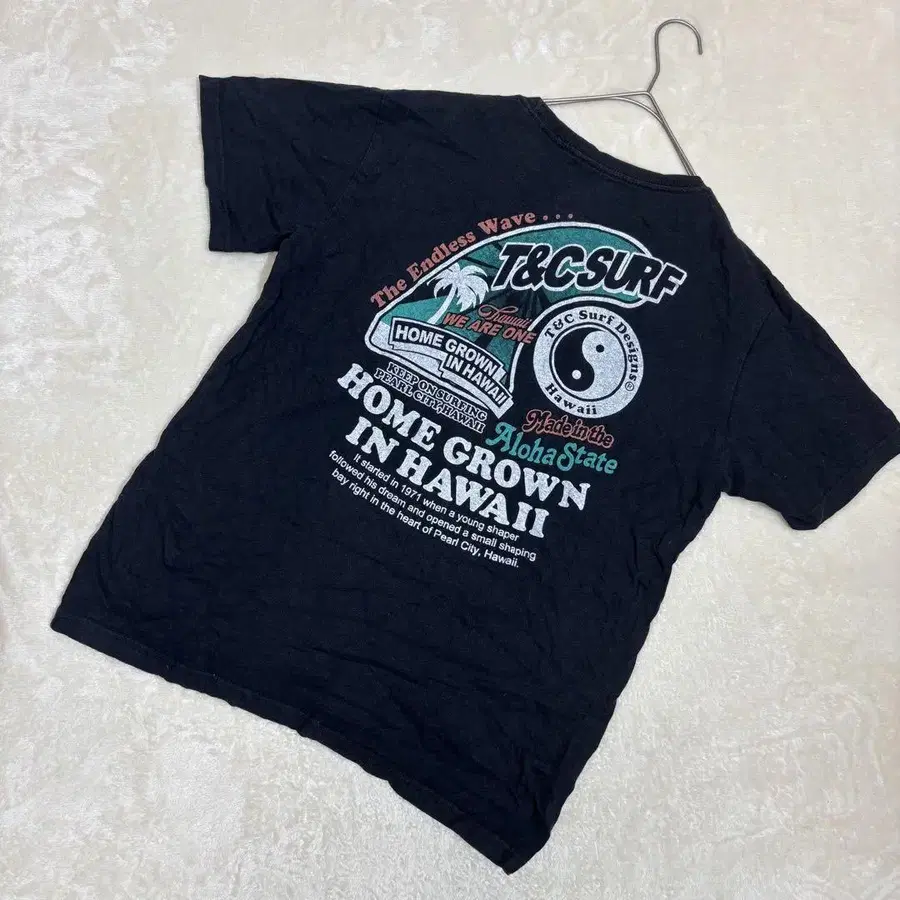 The Endless Wave...
T&C SURF
Hawaii
WE ARE ONE
HOME GROWN
IN HAWAII
KEEP ON SURFING
PEARL CITY, HAWAII
T&C Surf Designs®
Hawaii
Made in the
Aloha State
HOME GROWN
IN HAWAII
It started in 1971 when a young shaper
followed his dream and opened a small shaping
bay right in the heart of Pearl City, Hawaii.